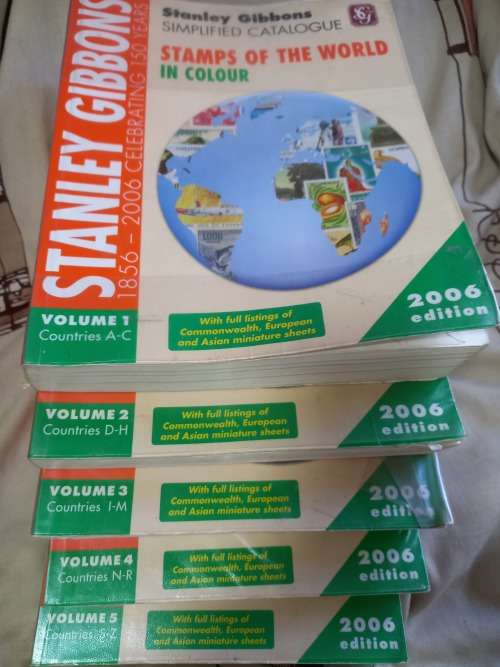 STANLEY GIBBONS
1856 – 2006 CELEBRATING 150 YEARS
Stanley Gibbons
SIMPLIFIED CATALOGUE
STAMPS OF THE WORLD
IN COLOUR
VOLUME 1
Countries A-C
With full listings of
Commonwealth, European
and Asian miniature sheets
2006
edition
VOLUME 2
Countries D-H
With full listings of
Commonwealth, European
and Asian miniature sheets
2006
edition
VOLUME 3
Countries I-M
With full listings of
Commonwealth, European
and Asian miniature sheets
2006
edition
VOLUME 4
Countries N-R
With full listings of
Commonwealth, European
and Asian miniature sheets
2006
edition
VOLUME 5
Countries S-Z
With full listings of
Commonwealth, European
and Asian miniature sheets
2006
edition